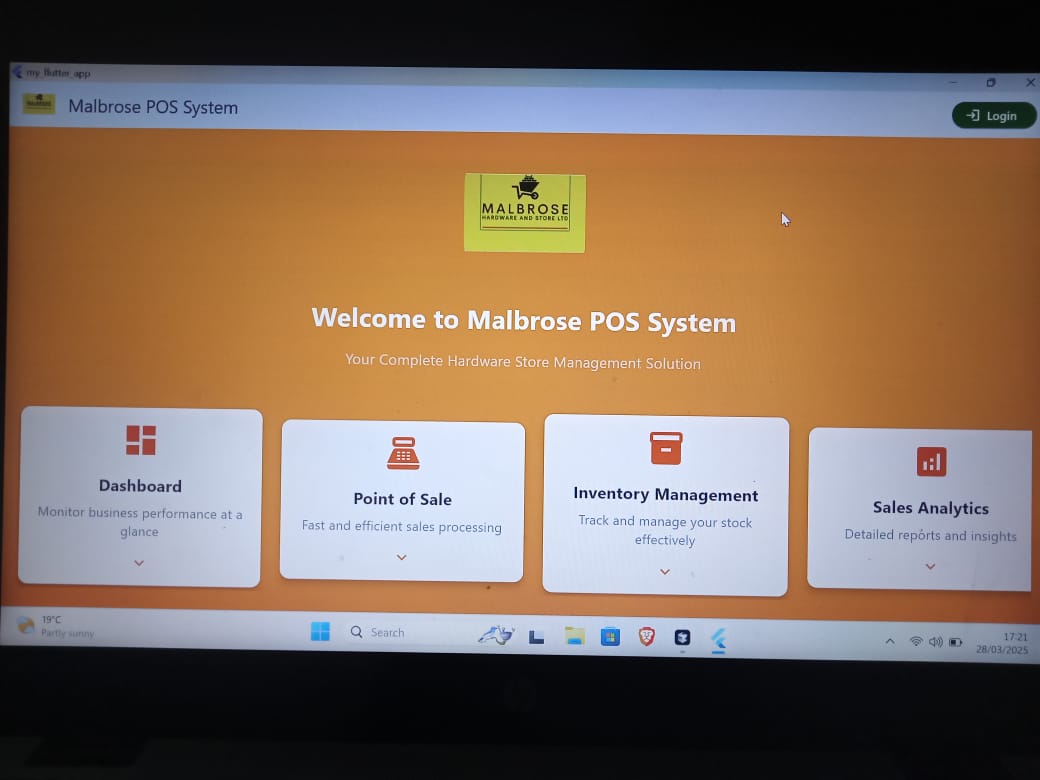 my_flutter_app
Malbrose POS System
Login
MALBROSE
HARDWARE AND STORE LTD
Welcome to Malbrose POS System
Your Complete Hardware Store Management Solution
Dashboard
Monitor business performance at a
glance
Point of Sale
Fast and efficient sales processing
Inventory Management
Track and manage your stock
effectively
Sales Analytics
Detailed reports and insights
19°C
Partly sunny
Search
17:21
28/03/2025